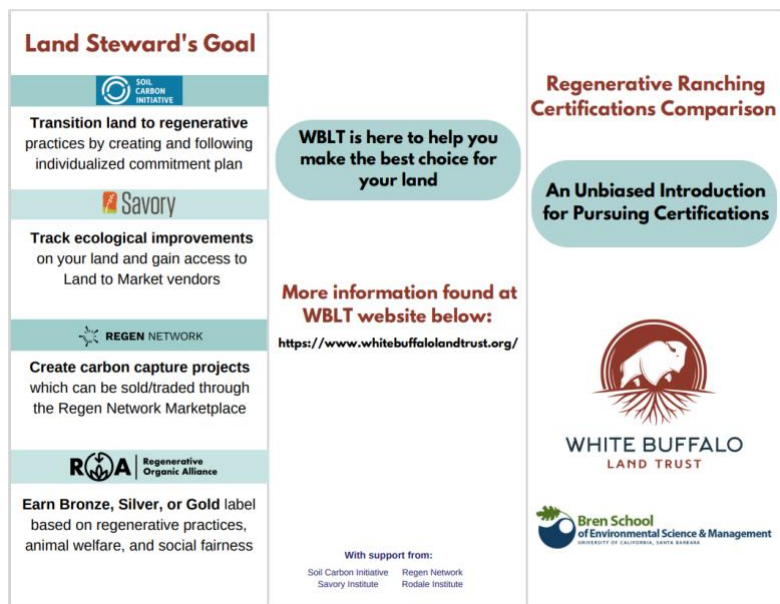 Land Steward's Goal
SOIL
CARBON
INITIATIVE
Transition land to regenerative
practices by creating and following
individualized commitment plan
Savory
Track ecological improvements
on your land and gain access to
Land to Market vendors
REGEN NETWORK
Create carbon capture projects
which can be sold/traded through
the Regen Network Marketplace
ROA
Regenerative
Organic Alliance
Earn Bronze, Silver, or Gold label
based on regenerative practices,
animal welfare, and social fairness
WBLT is here to help you
make the best choice for
your land
More information found at
WBLT website below:
https://www.whitebuffalolandtrust.org/
With support from:
Soil Carbon Initiative Regen Network
Savory Institute Rodale Institute
Regenerative Ranching
Certifications Comparison
An Unbiased Introduction
for Pursuing Certifications
WHITE BUFFALO
LAND TRUST
Bren School
of Environmental Science & Management
UNIVERSITY OF CALIFORNIA, SANTA BARBARA